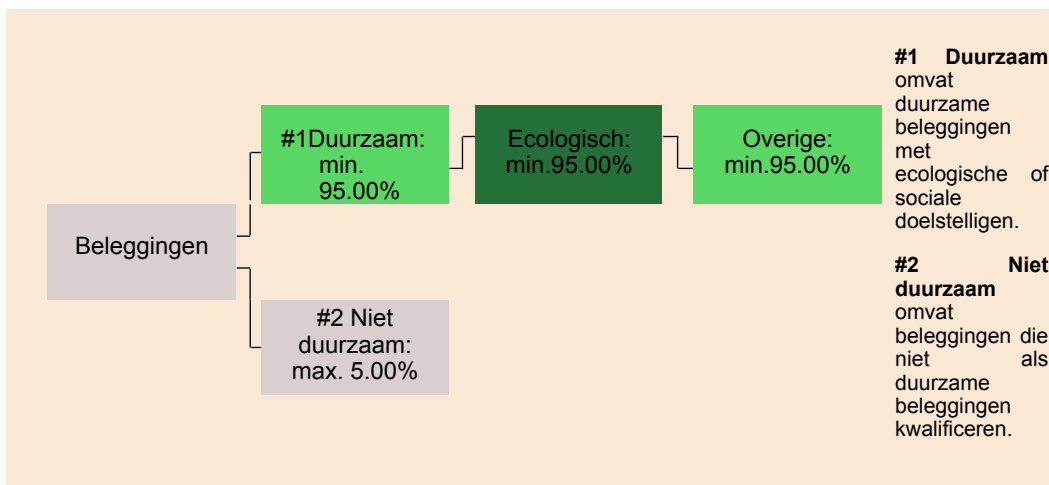 #1Duurzaam:
min.
95.00%
Ecologisch:
min.95.00%
Overige:
min.95.00%
Beleggingen
#2 Niet
duurzaam:
max. 5.00%
#1 Duurzaam
omvat
duurzame
beleggingen
met
ecologische of
sociale
doelstelligen.
#2 Niet
duurzaam
omvat
beleggingen die
niet als
duurzame
beleggingen
kwalificeren.